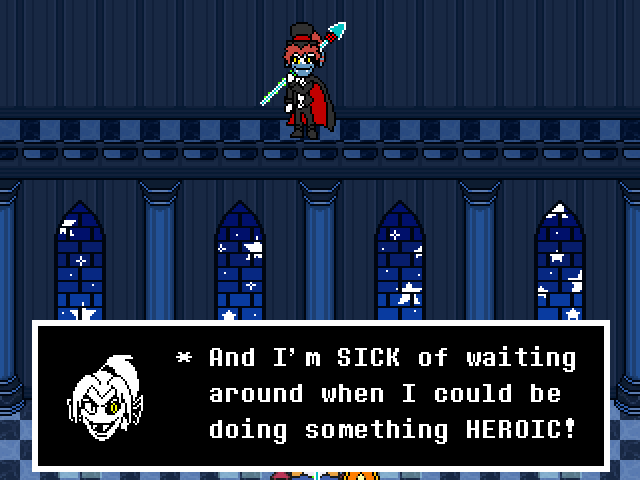 * And I'm SICK of waiting
around when I could be
doing something HEROIC!